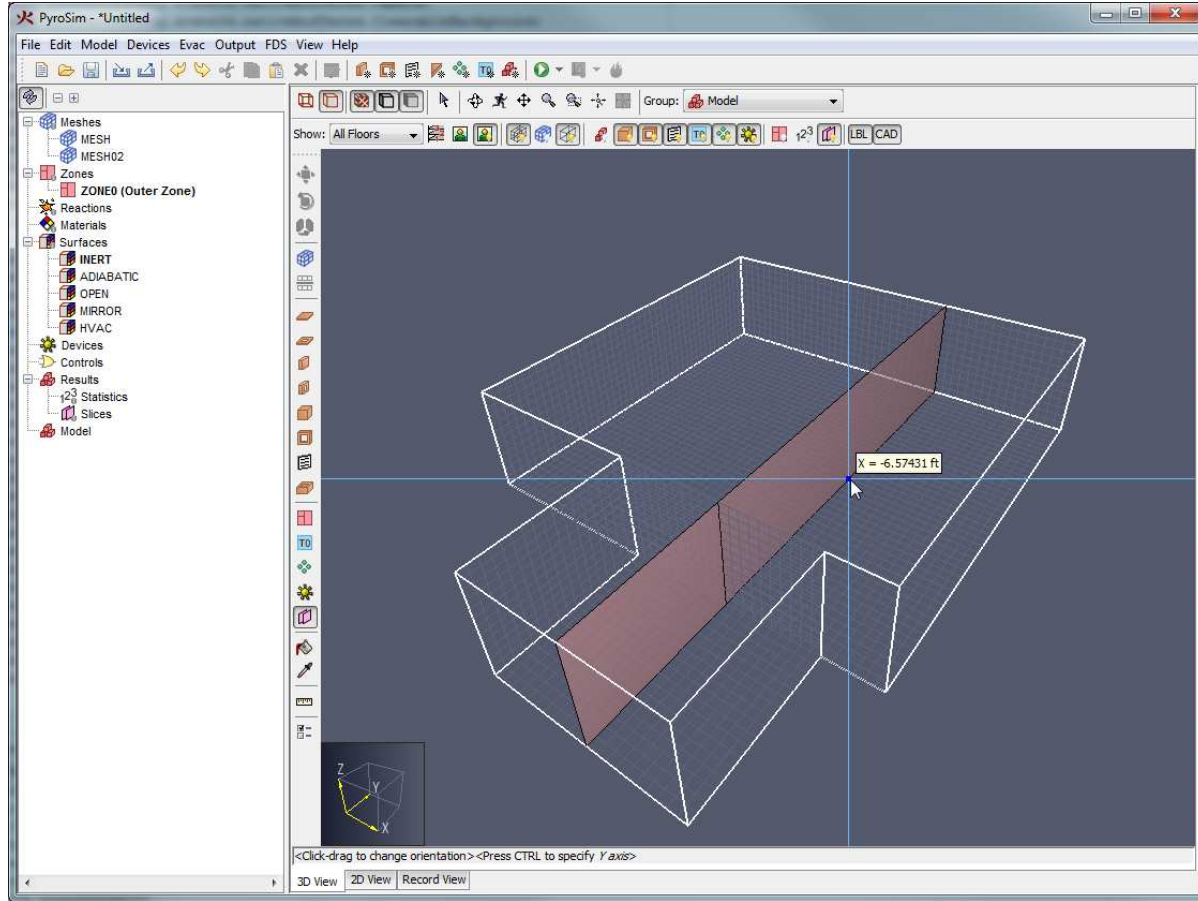 PyroSim - *Untitled
File Edit Model Devices Evac Output FDS View Help
Group: Model
Show: All Floors
LBL CAD
Meshes
MESH
MESH02
Zones
ZONE0 (Outer Zone)
Reactions
Materials
Surfaces
INERT
ADIABATIC
OPEN
MIRROR
HVAC
Devices
Controls
Results
Statistics
Slices
Model
X = -6.57431 ft
Z
Y
X
<Click-drag to change orientation><Press CTRL to specify Y axis>
3D View 2D View Record View